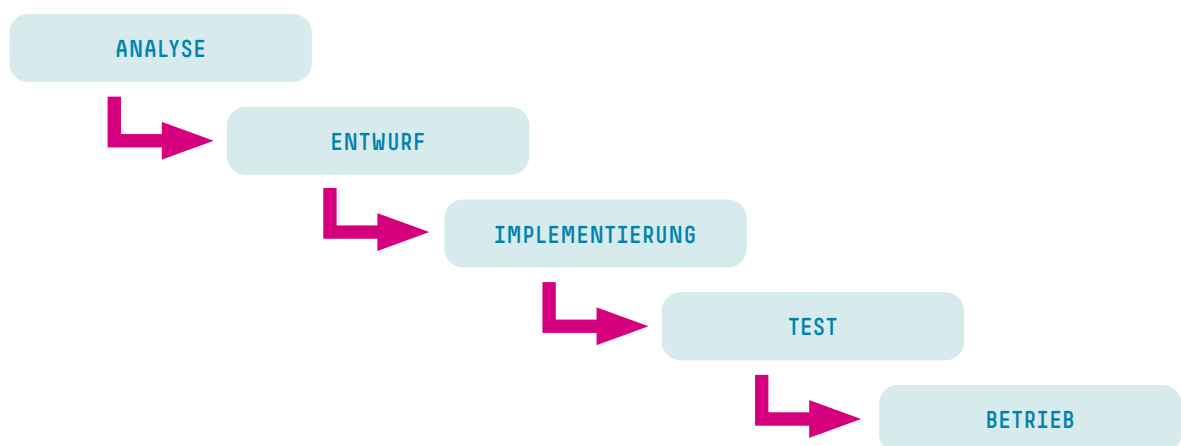 ANALYSE
ENTWURF
IMPLEMENTIERUNG
TEST
BETRIEB